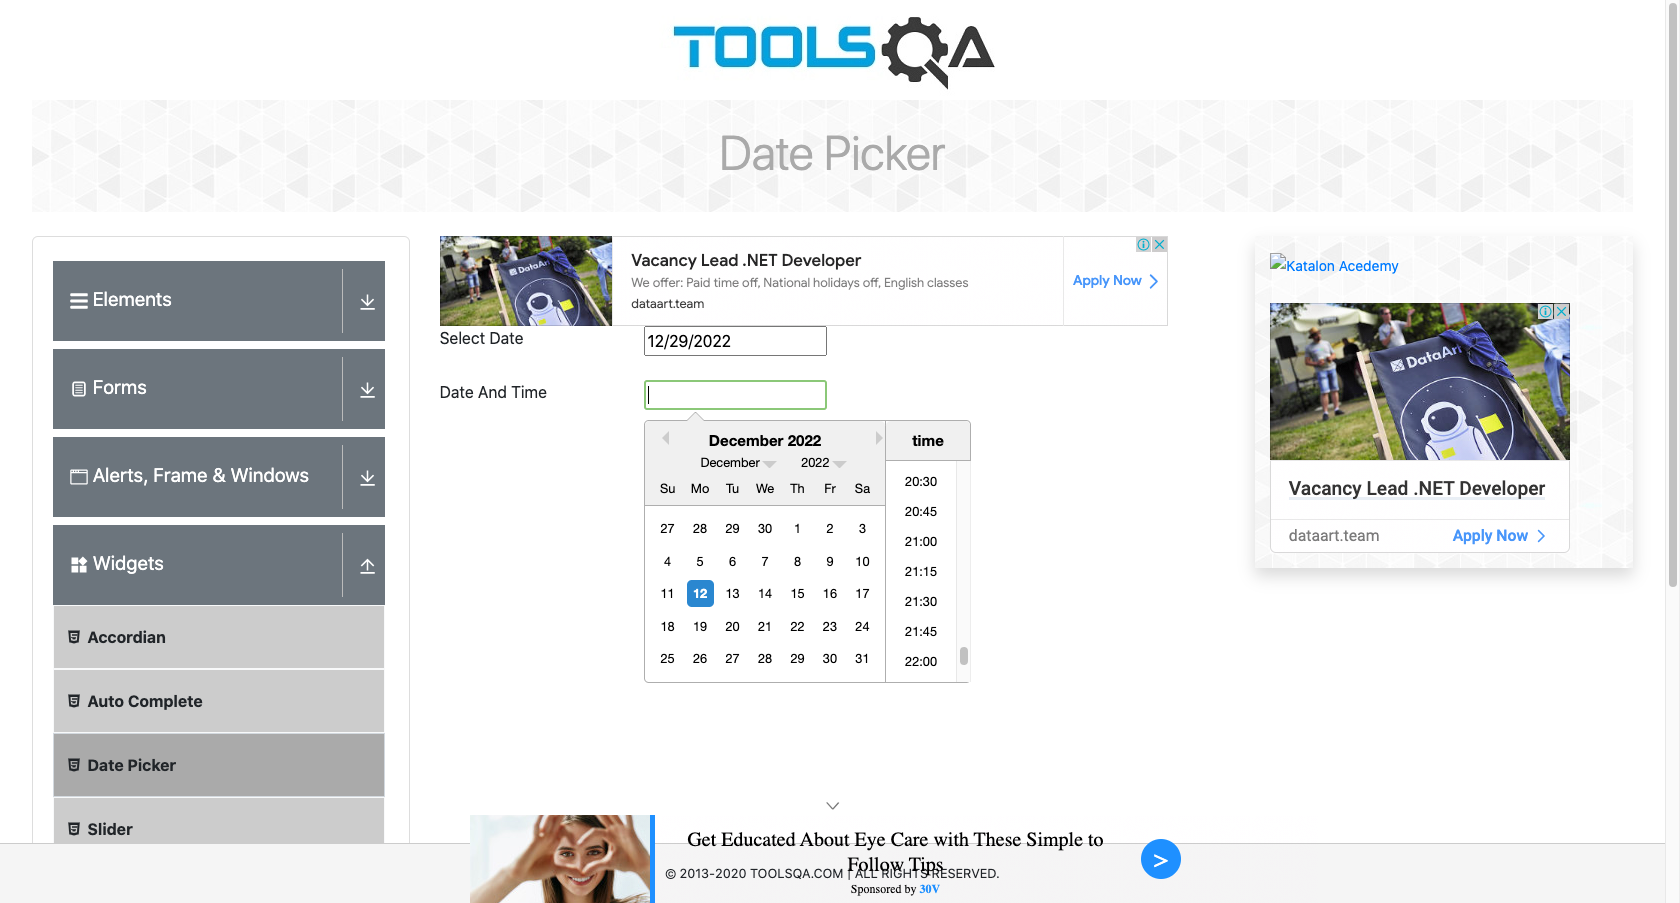 TOOLSQA
Date Picker
Elements
Forms
Alerts, Frame & Windows
Widgets
Accordian
Auto Complete
Date Picker
Slider
DataArt
Vacancy Lead .NET Developer
We offer: Paid time off, National holidays off, English classes
dataart.team
Apply Now
Select Date
12/29/2022
Date And Time
December 2022
December 2022
Su Mo Tu We Th Fr Sa
27 28 29 30 1 2 3
4 5 6 7 8 9 10
11 12 13 14 15 16 17
18 19 20 21 22 23 24
25 26 27 28 29 30 31
time
20:30
20:45
21:00
21:15
21:30
21:45
22:00
Katalon Acedemy
DataArt
Vacancy Lead .NET Developer
dataart.team Apply Now
Get Educated About Eye Care with These Simple to
Follow Tips
Sponsored by 30V
© 2013-2020 TOOLSQA.COM | ALL RIGHTS RESERVED.